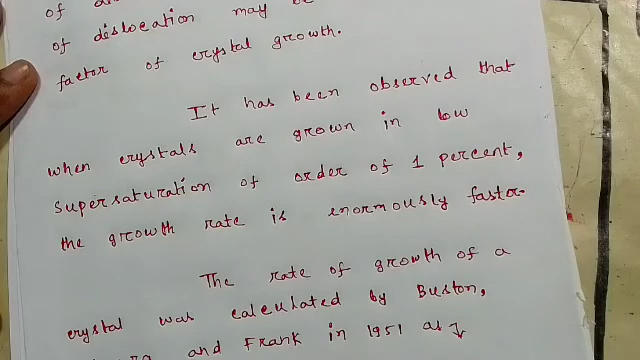 of
of dislocation may be
factor of crystal growth.
It has been observed that
when crystals are grown in low
supersaturation of order of 1 percent,
the growth rate is enormously faster.
The rate of growth of a
crystal was calculated by Buston,
and Frank in 1951 as ↴